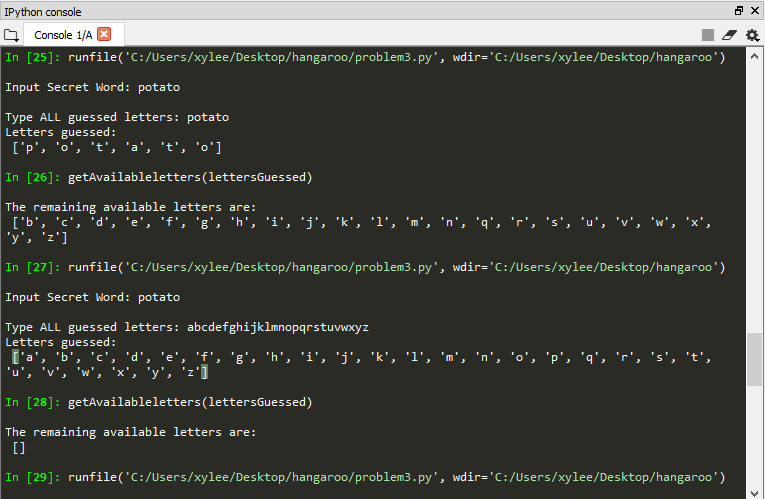 IPython console
Console 1/A
In [25]: runfile('C:/Users/xylee/Desktop/hangaroo/problem3.py', wdir='C:/Users/xylee/Desktop/hangaroo')
Input Secret Word: potato
Type ALL guessed letters: potato
Letters guessed:
['p', 'o', 't', 'a', 't', 'o']
In [26]: getAvailableletters(lettersGuessed)
The remaining available letters are:
['b', 'c', 'd', 'e', 'f', 'g', 'h', 'i', 'j', 'k', 'l', 'm', 'n', 'q', 'r', 's', 'u', 'v', 'w', 'x',
'y', 'z']
In [27]: runfile('C:/Users/xylee/Desktop/hangaroo/problem3.py', wdir='C:/Users/xylee/Desktop/hangaroo')
Input Secret Word: potato
Type ALL guessed letters: abcdefghijklmnopqrstuvwxyz
Letters guessed:
['a', 'b', 'c', 'd', 'e', 'f', 'g', 'h', 'i', 'j', 'k', 'l', 'm', 'n', 'o', 'p', 'q', 'r', 's', 't',
'u', 'v', 'w', 'x', 'y', 'z']
In [28]: getAvailableletters(lettersGuessed)
The remaining available letters are:
[]
In [29]: runfile('C:/Users/xylee/Desktop/hangaroo/problem3.py', wdir='C:/Users/xylee/Desktop/hangaroo')